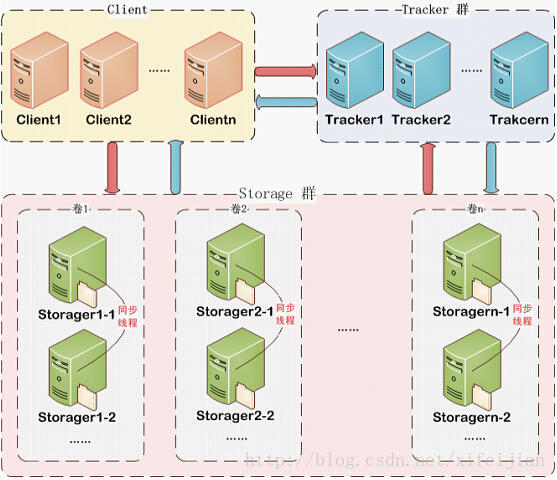 Client
Tracker 群
Client1
Client2
……
Clientn
Tracker1
Tracker2
……
Trakcern
Storage 群
卷1
卷2
卷n
Storager1-1
同步
线程
Storager1-2
……
Storager2-1
同步
线程
Storager2-2
……
……
Storagern-1
同步
线程
Storagern-2
……
http://blog.csdn.net/xifeijian